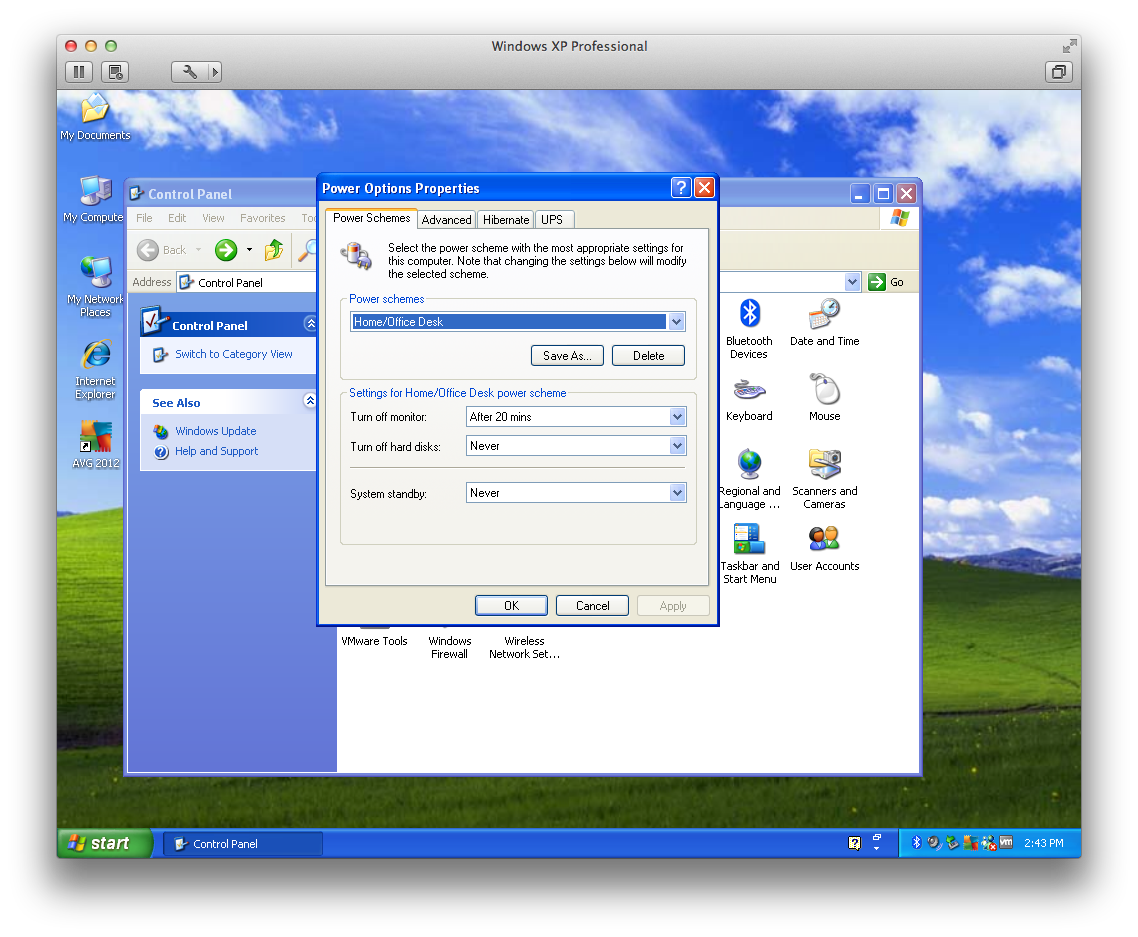 Windows XP Professional
My Documents
My Compute
My Network
Places
Internet
Explorer
AVG 2012
Control Panel
File Edit View Favorites Too
Back
Address Control Panel
Go
Control Panel
Switch to Category View
See Also
Windows Update
Help and Support
Power Options Properties
Power Schemes Advanced Hibernate UPS
Select the power scheme with the most appropriate settings for
this computer. Note that changing the settings below will modify
the selected scheme.
Power schemes
Home/Office Desk
Save As... Delete
Settings for Home/Office Desk power scheme
Turn off monitor: After 20 mins
Turn off hard disks: Never
System standby: Never
OK Cancel Apply
Bluetooth
Devices
Date and Time
Keyboard
Mouse
Regional and
Language ...
Scanners and
Cameras
Taskbar and
Start Menu
User Accounts
VMware Tools
Windows
Firewall
Wireless
Network Set...
start
Control Panel
vm
2:43 PM